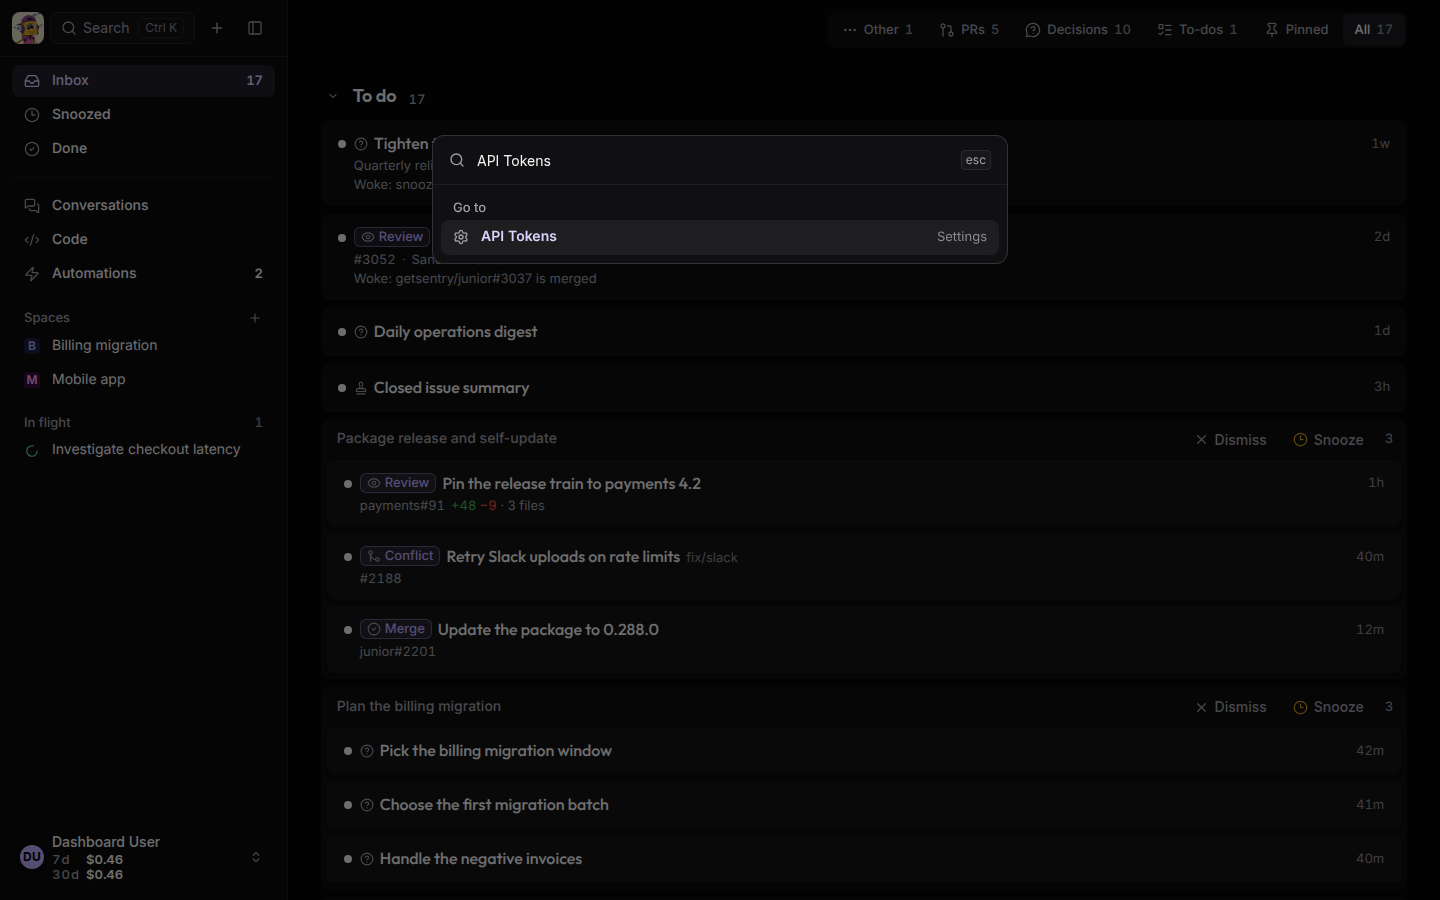 Search Ctrl K
Inbox 17
Snoozed
Done
Conversations
Code
Automations 2
Spaces
B Billing migration
M Mobile app
In flight 1
Investigate checkout latency
DU Dashboard User
7d $0.46
30d $0.46
Other 1 PRs 5 Decisions 10 To-dos 1 Pinned All 17
To do 17
API Tokens esc
Go to
API Tokens Settings
Tighten 1w
Quarterly
Woke:
Review 2d
#3052 ·
Woke: getsentry/junior#3037 is merged
Daily operations digest 1d
Closed issue summary 3h
Package release and self-update Dismiss Snooze 3
Review Pin the release train to payments 4.2 1h
payments#91 +48 −9 · 3 files
Conflict Retry Slack uploads on rate limits fix/slack 40m
#2188
Merge Update the package to 0.288.0 12m
junior#2201
Plan the billing migration Dismiss Snooze 3
Pick the billing migration window 42m
Choose the first migration batch 41m
Handle the negative invoices 40m